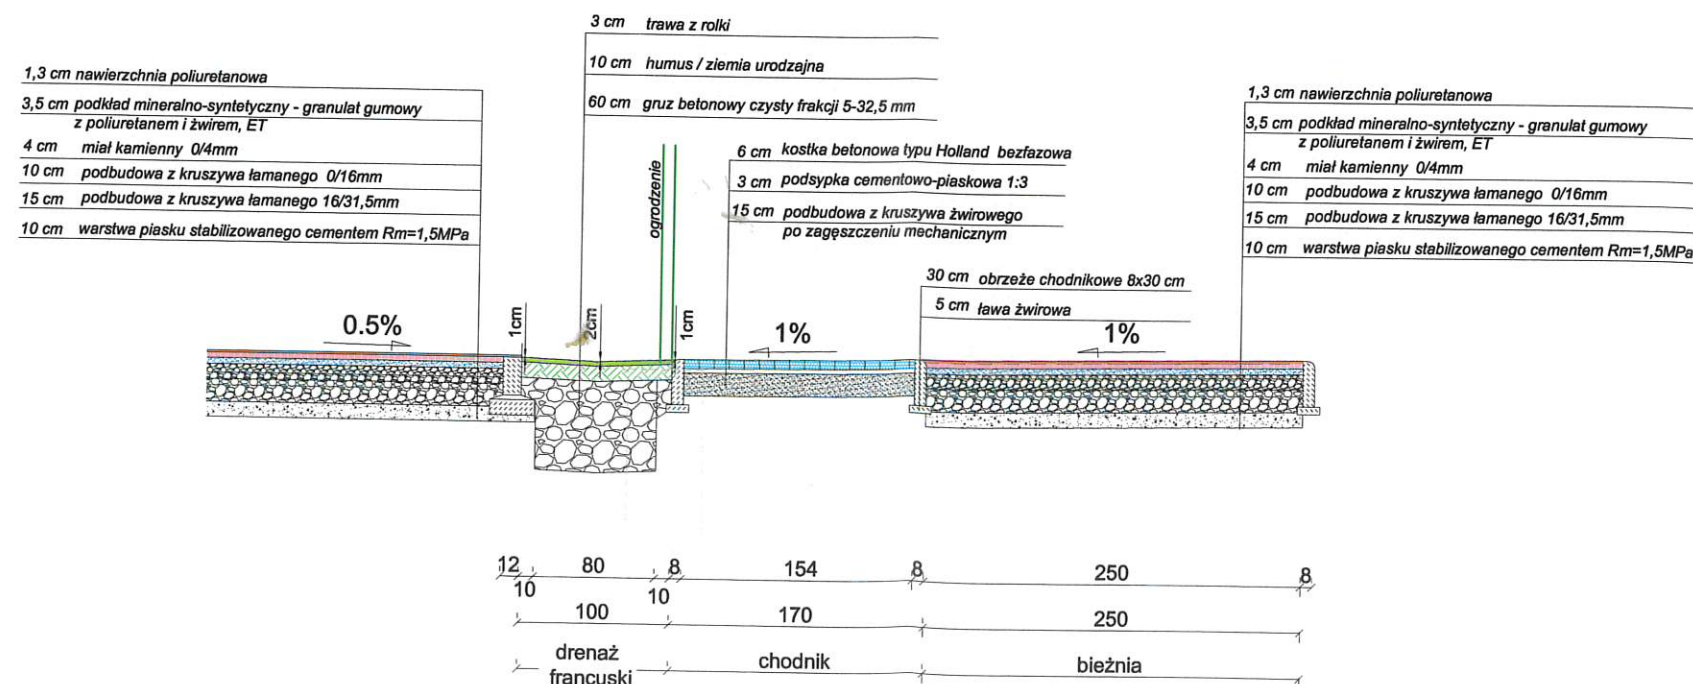 3 cm trawa z rolki
10 cm humus / ziemia urodzajna
60 cm gruz betonowy czysty frakcji 5-32,5 mm
1,3 cm nawierzchnia poliuretanowa
3,5 cm podkład mineralno-syntetyczny - granulat gumowy
z poliuretanem i żwirem, ET
4 cm miał kamienny 0/4mm
10 cm podbudowa z kruszywa łamanego 0/16mm
15 cm podbudowa z kruszywa łamanego 16/31,5mm
10 cm warstwa piasku stabilizowanego cementem Rm=1,5MPa
ogrodzenie
6 cm kostka betonowa typu Holland bezfazowa
3 cm podsypka cementowo-piaskowa 1:3
15 cm podbudowa z kruszywa żwirowego
po zagęszczeniu mechanicznym
30 cm obrzeże chodnikowe 8x30 cm
5 cm ława żwirowa
1,3 cm nawierzchnia poliuretanowa
3,5 cm podkład mineralno-syntetyczny - granulat gumowy
z poliuretanem i żwirem, ET
4 cm miał kamienny 0/4mm
10 cm podbudowa z kruszywa łamanego 0/16mm
15 cm podbudowa z kruszywa łamanego 16/31,5mm
10 cm warstwa piasku stabilizowanego cementem Rm=1,5MPa
0.5%
1cm
2cm
1cm
1%
1%
12 80 8 154 8 250 8
10 10
100 170 250
drenaż
francuski
chodnik
bieżnia